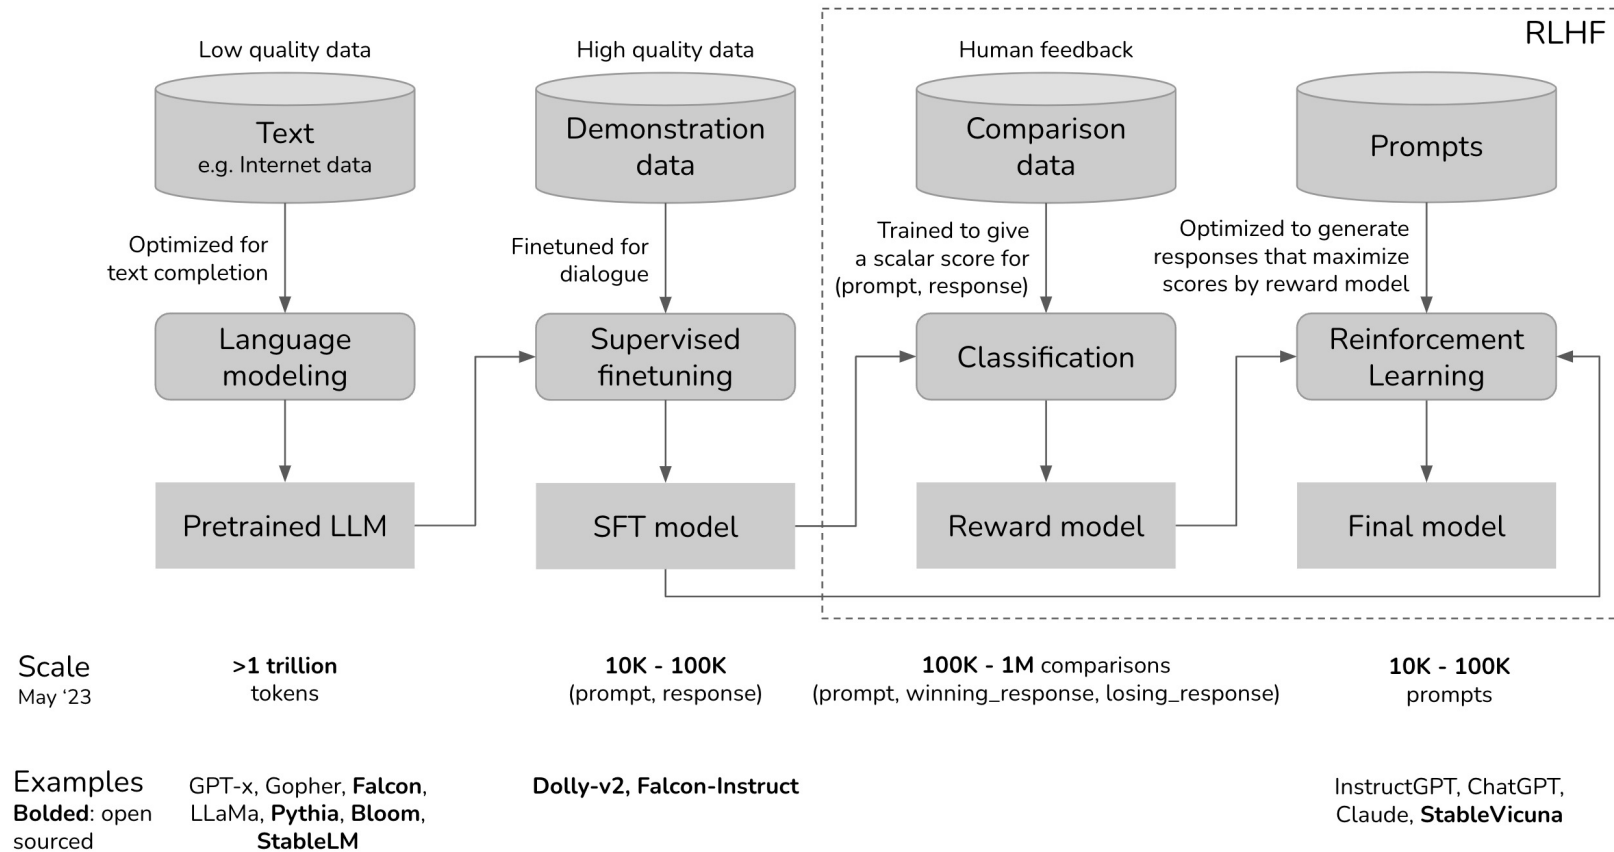 RLHF
Low quality data
Text
e.g. Internet data
Optimized for
text completion
Language
modeling
Pretrained LLM
High quality data
Demonstration
data
Finetuned for
dialogue
Supervised
finetuning
SFT model
Human feedback
Comparison
data
Trained to give
a scalar score for
(prompt, response)
Classification
Reward model
Prompts
Optimized to generate
responses that maximize
scores by reward model
Reinforcement
Learning
Final model
Scale
May ‘23
>1 trillion
tokens
10K - 100K
(prompt, response)
100K - 1M comparisons
(prompt, winning_response, losing_response)
10K - 100K
prompts
Examples
Bolded: open
sourced
GPT-x, Gopher, Falcon,
LLaMa, Pythia, Bloom,
StableLM
Dolly-v2, Falcon-Instruct
InstructGPT, ChatGPT,
Claude, StableVicuna